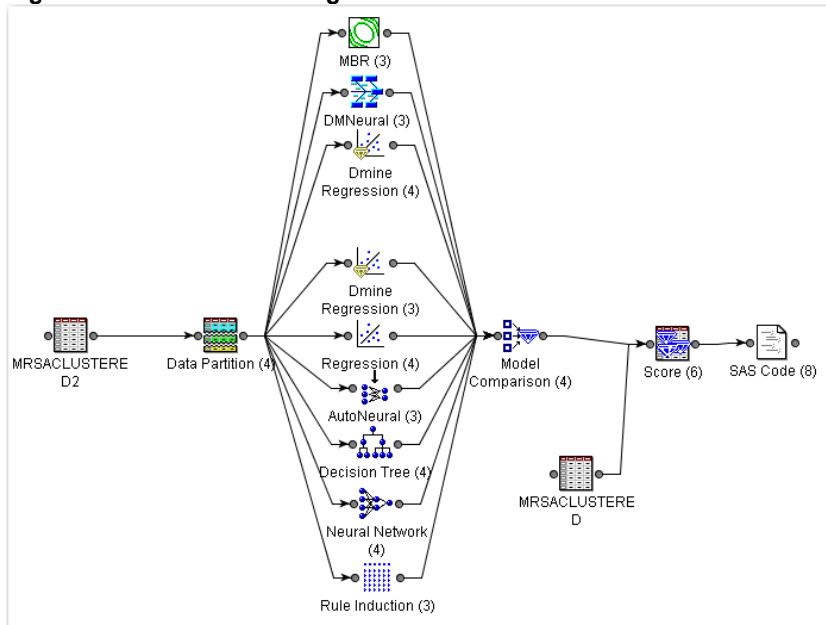 MBR (3)
DMNeural (3)
Dmine
Regression (4)
Dmine
Regression (3)
MRSACLUSTERE
D2
Data Partition (4)
Regression (4)
Model
Comparison (4)
Score (6)
SAS Code (8)
AutoNeural (3)
Decision Tree (4)
MRSACLUSTERE
D
Neural Network
(4)
Rule Induction (3)